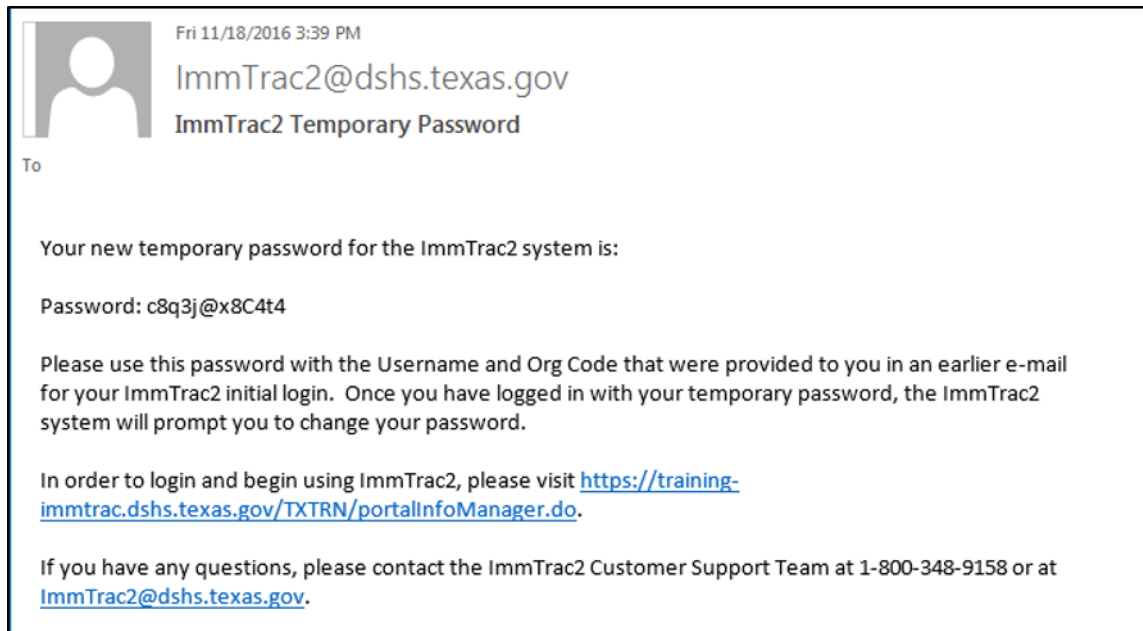 Fri 11/18/2016 3:39 PM
ImmTrac2@dshs.texas.gov
ImmTrac2 Temporary Password
To
Your new temporary password for the ImmTrac2 system is:
Password: c8q3j@x8C4t4
Please use this password with the Username and Org Code that were provided to you in an earlier e-mail
for your ImmTrac2 initial login.  Once you have logged in with your temporary password, the ImmTrac2
system will prompt you to change your password.
In order to login and begin using ImmTrac2, please visit https://training-
immtrac.dshs.texas.gov/TXTRN/portalInfoManager.do.
If you have any questions, please contact the ImmTrac2 Customer Support Team at 1-800-348-9158 or at
ImmTrac2@dshs.texas.gov.